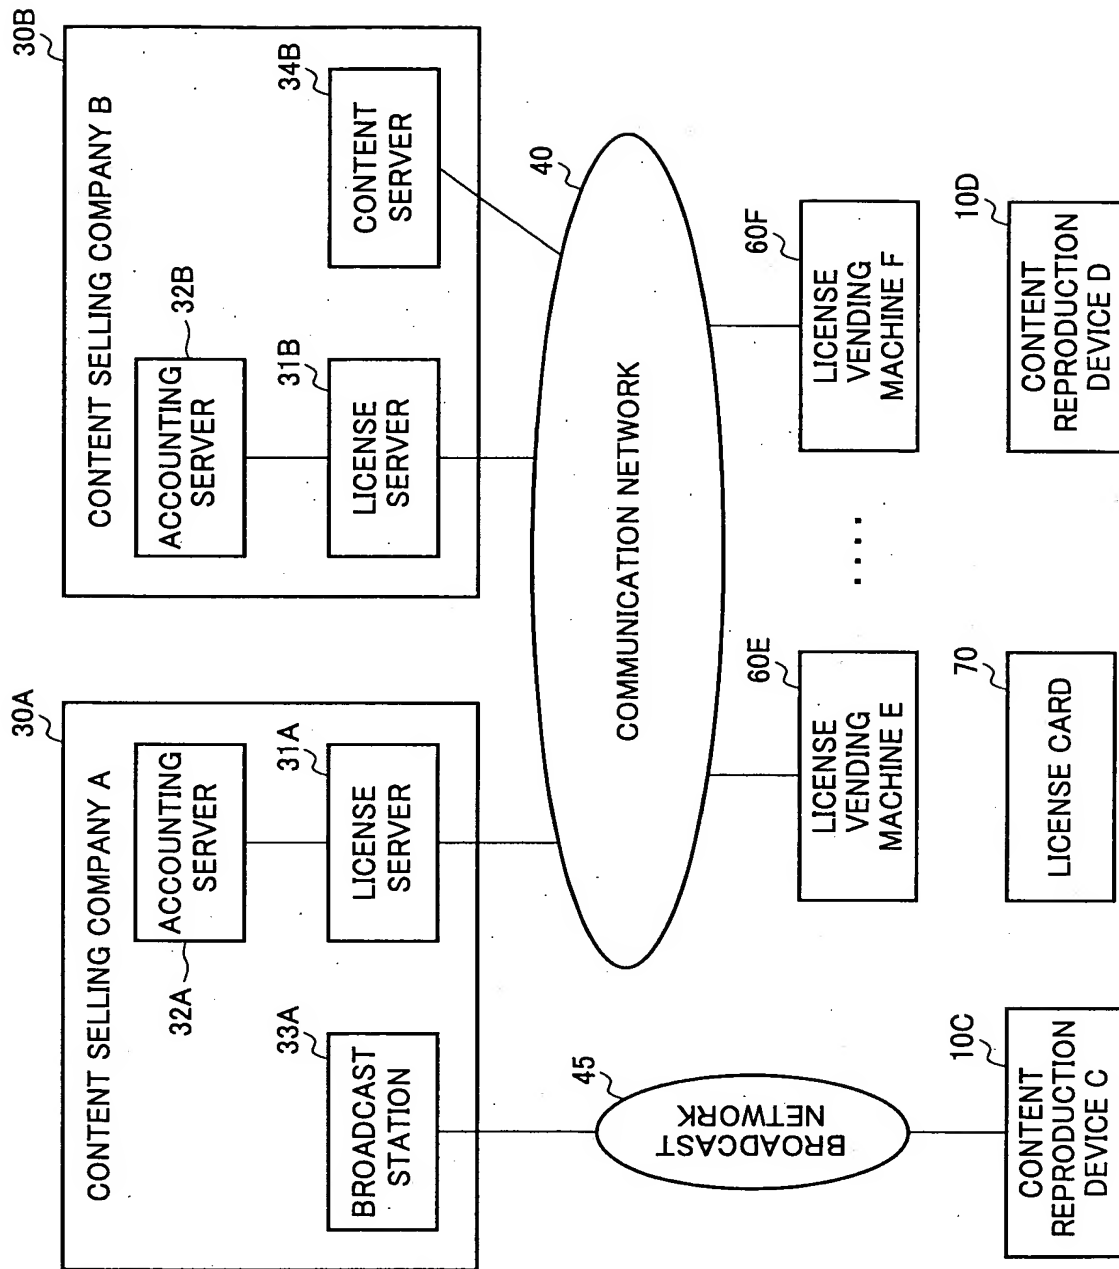 30A
CONTENT SELLING COMPANY A
32A
ACCOUNTING
SERVER
33A
BROADCAST
STATION
31A
LICENSE
SERVER
30B
CONTENT SELLING COMPANY B
32B
ACCOUNTING
SERVER
31B
LICENSE
SERVER
34B
CONTENT
SERVER
45
BROADCAST
NETWORK
40
COMMUNICATION NETWORK
60E
LICENSE
VENDING
MACHINE E
....
60F
LICENSE
VENDING
MACHINE F
10C
CONTENT
REPRODUCTION
DEVICE C
70
LICENSE CARD
10D
CONTENT
REPRODUCTION
DEVICE D